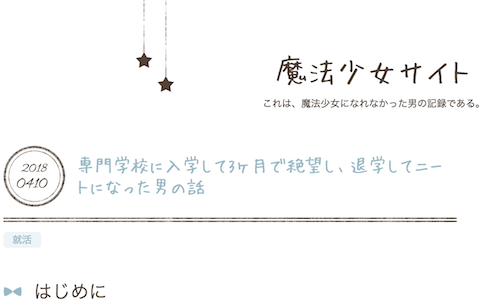 魔法少女サイト
これは、魔法少女になれなかった男の記録である。
2018
04.10
専門学校に入学して3ヶ月で絶望し、退学してニー
トになった男の話
就活
はじめに